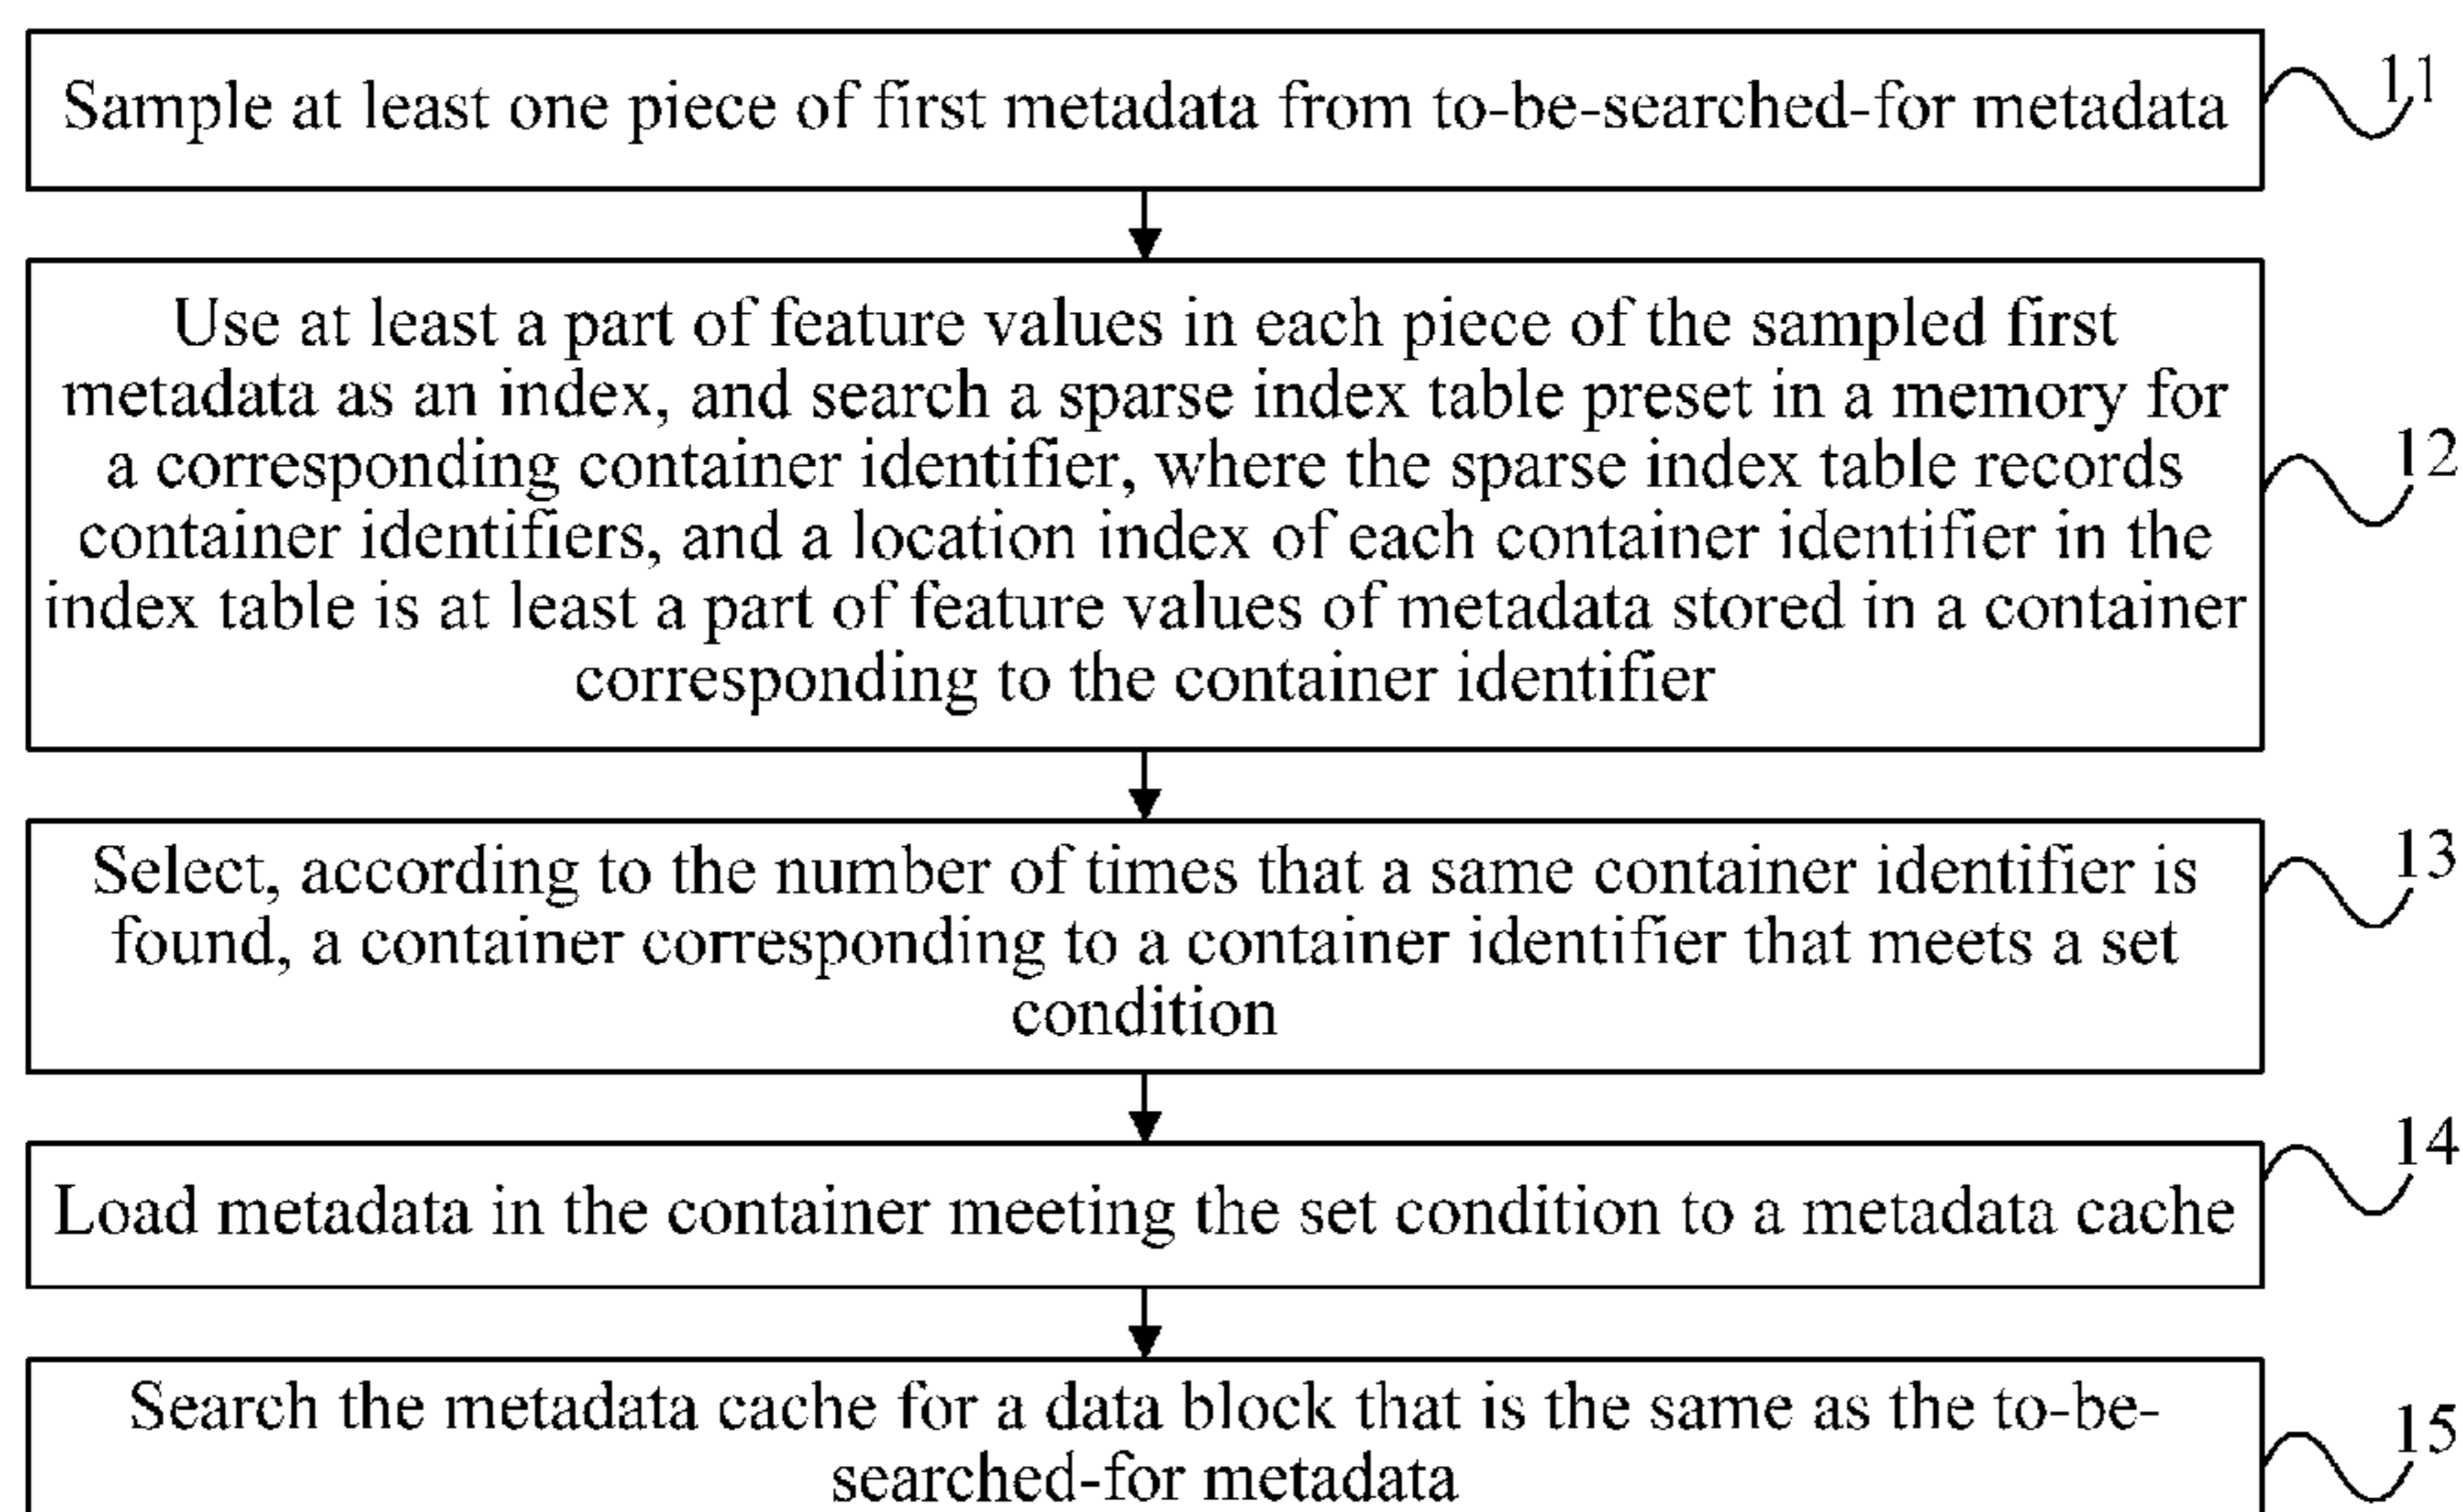 Sample at least one piece of first metadata from to-be-searched-for metadata
11
Use at least a part of feature values in each piece of the sampled first
metadata as an index, and search a sparse index table preset in a memory for
a corresponding container identifier, where the sparse index table records
container identifiers, and a location index of each container identifier in the
index table is at least a part of feature values of metadata stored in a container
corresponding to the container identifier
12
Select, according to the number of times that a same container identifier is
found, a container corresponding to a container identifier that meets a set
condition
13
Load metadata in the container meeting the set condition to a metadata cache
14
Search the metadata cache for a data block that is the same as the to-be-
searched-for metadata
15